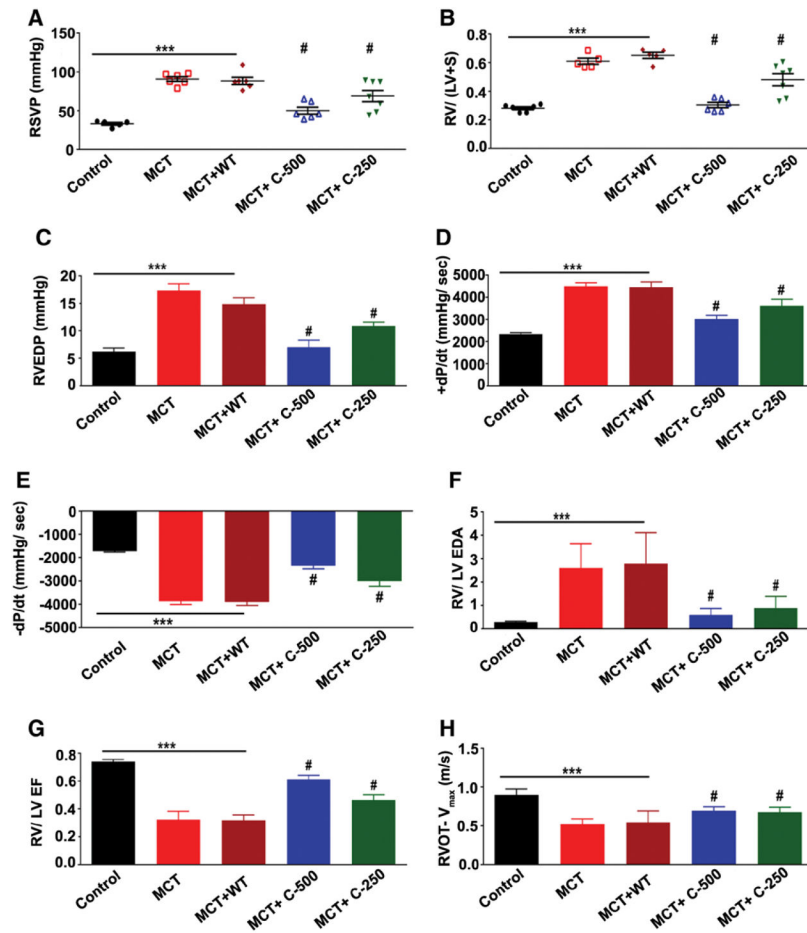 A
RSVP (mmHg)
150
100
50
0
***
#
#
Control
MCT
MCT+WT
MCT+ C-500
MCT+ C-250
B
RV/ (LV+S)
0.8
0.6
0.4
0.2
0.0
***
#
#
Control
MCT
MCT+WT
MCT+ C-500
MCT+ C-250
C
RVEDP (mmHg)
20
15
10
5
0
***
#
#
Control
MCT
MCT+WT
MCT+ C-500
MCT+ C-250
D
+dP/dt (mmHg/ sec)
5000
4000
3000
2000
1000
0
***
#
#
Control
MCT
MCT+WT
MCT+ C-500
MCT+ C-250
E
-dP/dt (mmHg/ sec)
0
-1000
-2000
-3000
-4000
-5000
***
#
#
Control
MCT
MCT+WT
MCT+ C-500
MCT+ C-250
F
RV/ LV EDA
5
4
3
2
1
0
***
#
#
Control
MCT
MCT+WT
MCT+ C-500
MCT+ C-250
G
RV/ LV EF
0.8
0.6
0.4
0.2
0.0
***
#
#
Control
MCT
MCT+WT
MCT+ C-500
MCT+ C-250
H
RVOT- Vmax (m/s)
1.5
1.0
0.5
0.0
***
#
#
Control
MCT
MCT+WT
MCT+ C-500
MCT+ C-250